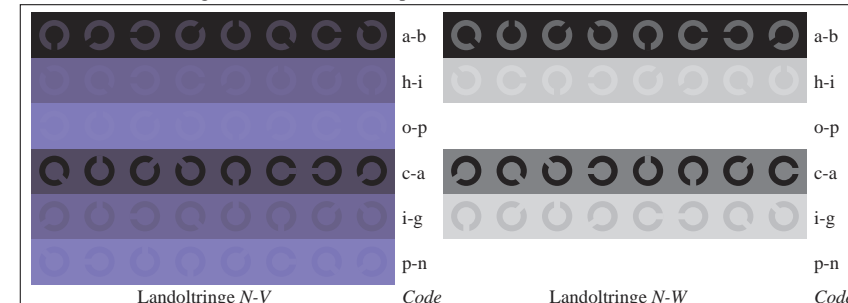 a-b a-b
h-i h-i
o-p o-p
c-a c-a
i-g i-g
p-n p-n
Landoltringe N-V Code Landoltringe N-W Code